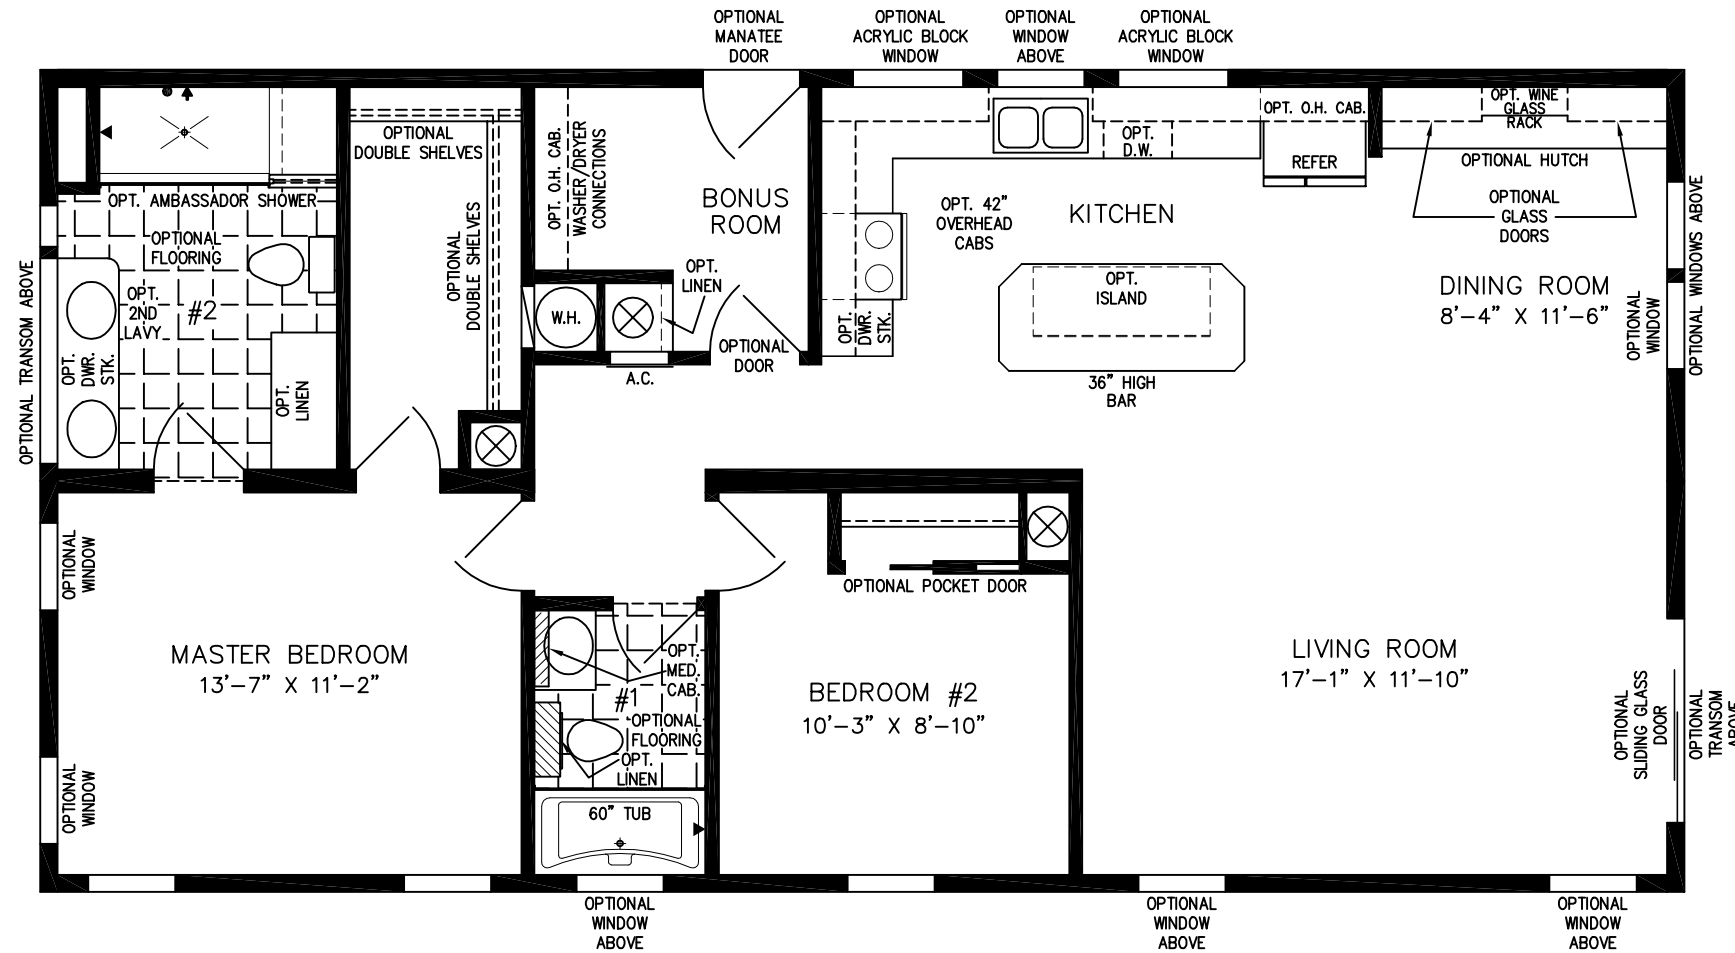 OPTIONAL
MANATEE
DOOR
OPTIONAL
ACRYLIC BLOCK
WINDOW
OPTIONAL
WINDOW
ABOVE
OPTIONAL
ACRYLIC BLOCK
WINDOW
OPTIONAL
DOUBLE SHELVES
OPT. O.H. CAB.
WASHER/DRYER
CONNECTIONS
OPT.
D.W.
OPT. O.H. CAB.
REFER
OPT. WINE
GLASS
RACK
OPTIONAL HUTCH
OPTIONAL
GLASS
DOORS
OPTIONAL WINDOWS ABOVE
OPT. AMBASSADOR SHOWER
OPTIONAL
FLOORING
OPT.
2ND
LAVY.
#2
OPT.
DWR.
STK.
OPT.
LINEN
OPTIONAL TRANSOM ABOVE
OPTIONAL
DOUBLE SHELVES
BONUS
ROOM
OPT.
LINEN
W.H.
A.C.
OPTIONAL
DOOR
OPT.
DWR.
STK.
OPT. 42”
OVERHEAD
CABS
KITCHEN
OPT.
ISLAND
36” HIGH
BAR
DINING ROOM
8’-4” X 11’-6”
OPTIONAL
WINDOW
OPTIONAL
WINDOW
OPTIONAL
WINDOW
MASTER BEDROOM
13’-7” X 11’-2”
OPT.
MED.
CAB.
#1
OPTIONAL
FLOORING
OPT.
LINEN
60” TUB
OPTIONAL POCKET DOOR
BEDROOM #2
10’-3” X 8’-10”
LIVING ROOM
17’-1” X 11’-10”
OPTIONAL
SLIDING GLASS
DOOR
OPTIONAL
TRANSOM
ABOVE
OPTIONAL
WINDOW
ABOVE
OPTIONAL
WINDOW
ABOVE
OPTIONAL
WINDOW
ABOVE